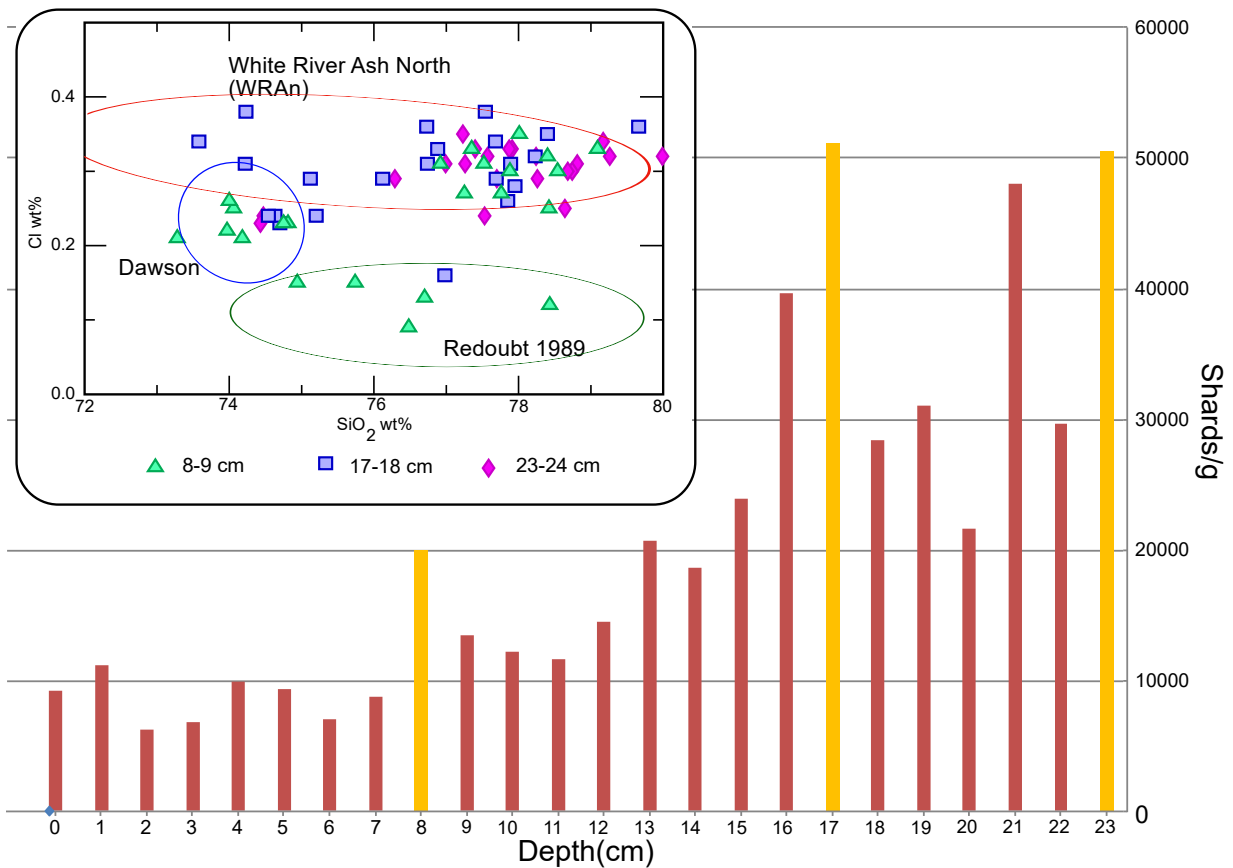 White River Ash North
(WRAn)
0.4
Cl wt%
0.2
Dawson
Redoubt 1989
0.0
72 74 76 78 80
SiO2 wt%
8-9 cm 17-18 cm 23-24 cm
60000
50000
40000
30000
20000
10000
0
Shards/g
0 1 2 3 4 5 6 7 8 9 10 11 12 13 14 15 16 17 18 19 20 21 22 23
Depth(cm)